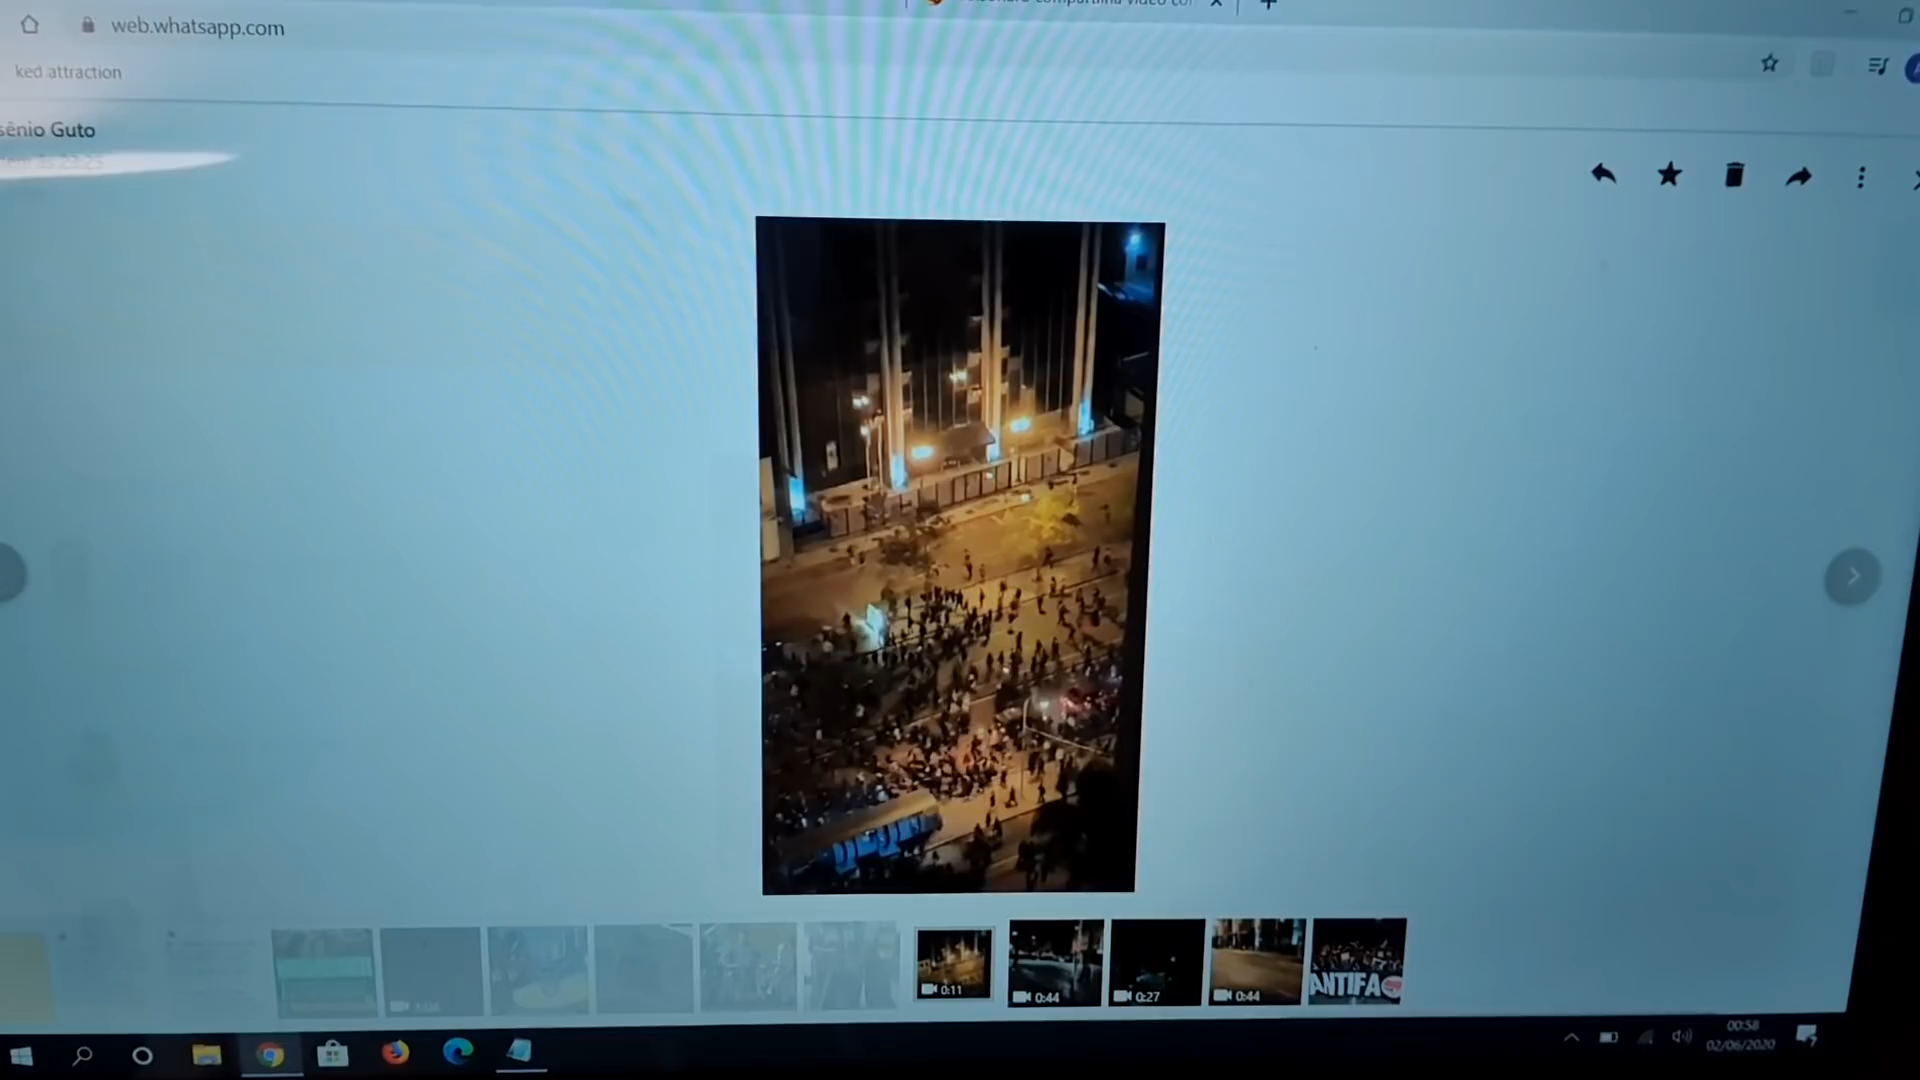 web.whatsapp.com
ked attraction
sênio Guto
0:11
0:44
0:27
0:44
ANTIFA
00:58
02/06/2020